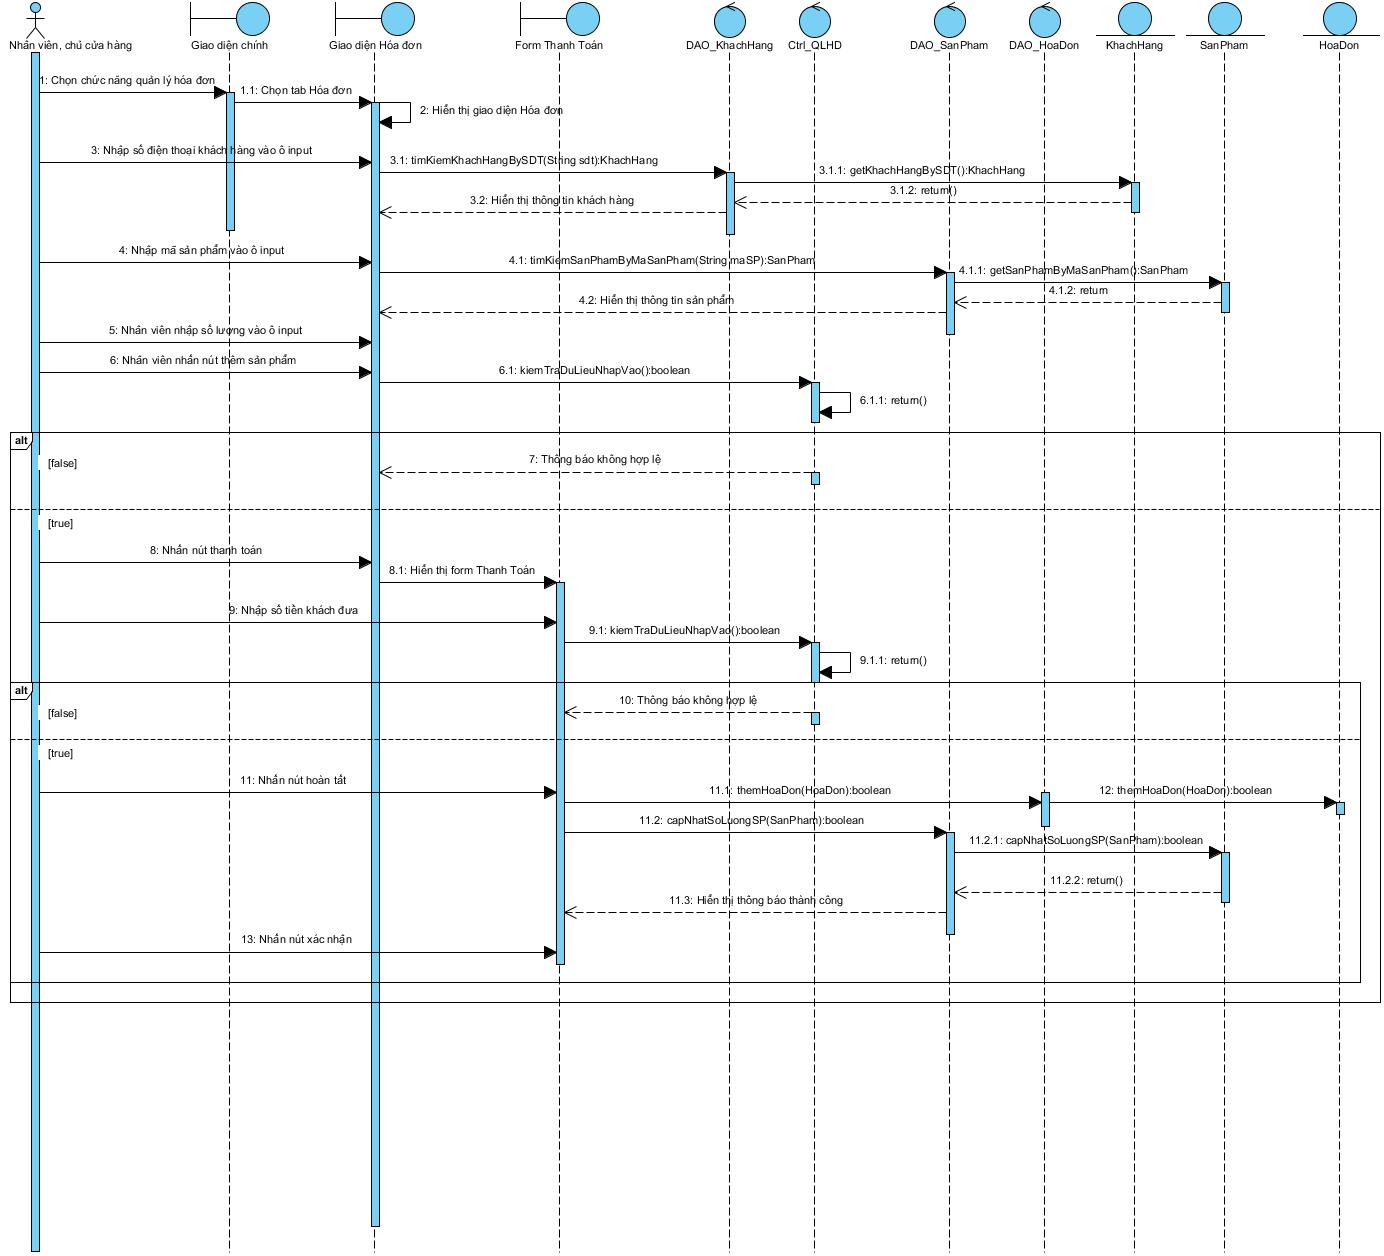 Nhân viên, chủ cửa hàng
Giao diện chính
Giao diện Hóa đơn
Form Thanh Toán
DAO_KhachHang
Ctrl_QLHD
DAO_SanPham
DAO_HoaDon
KhachHang
SanPham
HoaDon
1: Chọn chức năng quản lý hóa đơn
1.1: Chọn tab Hóa đơn
2: Hiển thị giao diện Hóa đơn
3: Nhập số điện thoại khách hàng vào ô input
3.1: timKiemKhachHangBySDT(String sdt):KhachHang
3.1.1: getKhachHangBySDT():KhachHang
3.1.2: return()
3.2: Hiển thị thông tin khách hàng
4: Nhập mã sản phẩm vào ô input
4.1: timKiemSanPhamByMaSanPham(String maSP):SanPham
4.1.1: getSanPhamByMaSanPham():SanPham
4.1.2: return
4.2: Hiển thị thông tin sản phẩm
5: Nhân viên nhập số lượng vào ô input
6: Nhân viên nhấn nút thêm sản phẩm
6.1: kiemTraDuLieuNhapVao():boolean
6.1.1: return()
alt
[false]
7: Thông báo không hợp lệ
[true]
8: Nhấn nút thanh toán
8.1: Hiển thị form Thanh Toán
9: Nhập số tiền khách đưa
9.1: kiemTraDuLieuNhapVao():boolean
9.1.1: return()
alt
10: Thông báo không hợp lệ
[false]
[true]
11: Nhấn nút hoàn tất
11.1: themHoaDon(HoaDon):boolean
12: themHoaDon(HoaDon):boolean
11.2: capNhatSoLuongSP(SanPham):boolean
11.2.1: capNhatSoLuongSP(SanPham):boolean
11.2.2: return()
11.3: Hiển thị thông báo thành công
13: Nhấn nút xác nhận